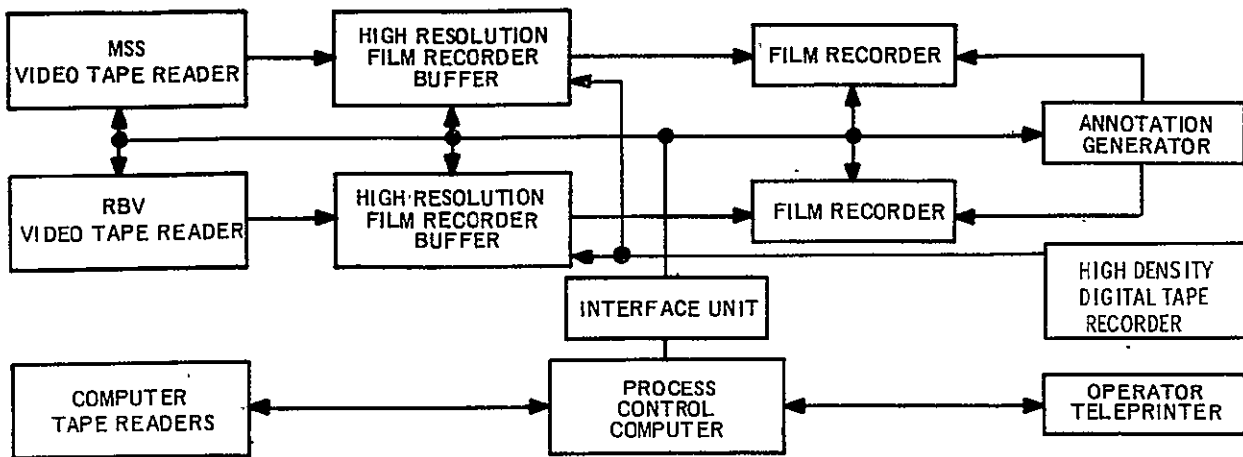 MSS
VIDEO TAPE READER
HIGH RESOLUTION
FILM RECORDER
BUFFER
FILM RECORDER
ANNOTATION
GENERATOR
RBV
VIDEO TAPE READER
HIGH-RESOLUTION
FILM RECORDER
BUFFER
FILM RECORDER
HIGH DENSITY
DIGITAL TAPE
RECORDER
INTERFACE UNIT
COMPUTER
TAPE READERS
PROCESS
CONTROL
COMPUTER
OPERATOR
TELEPRINTER